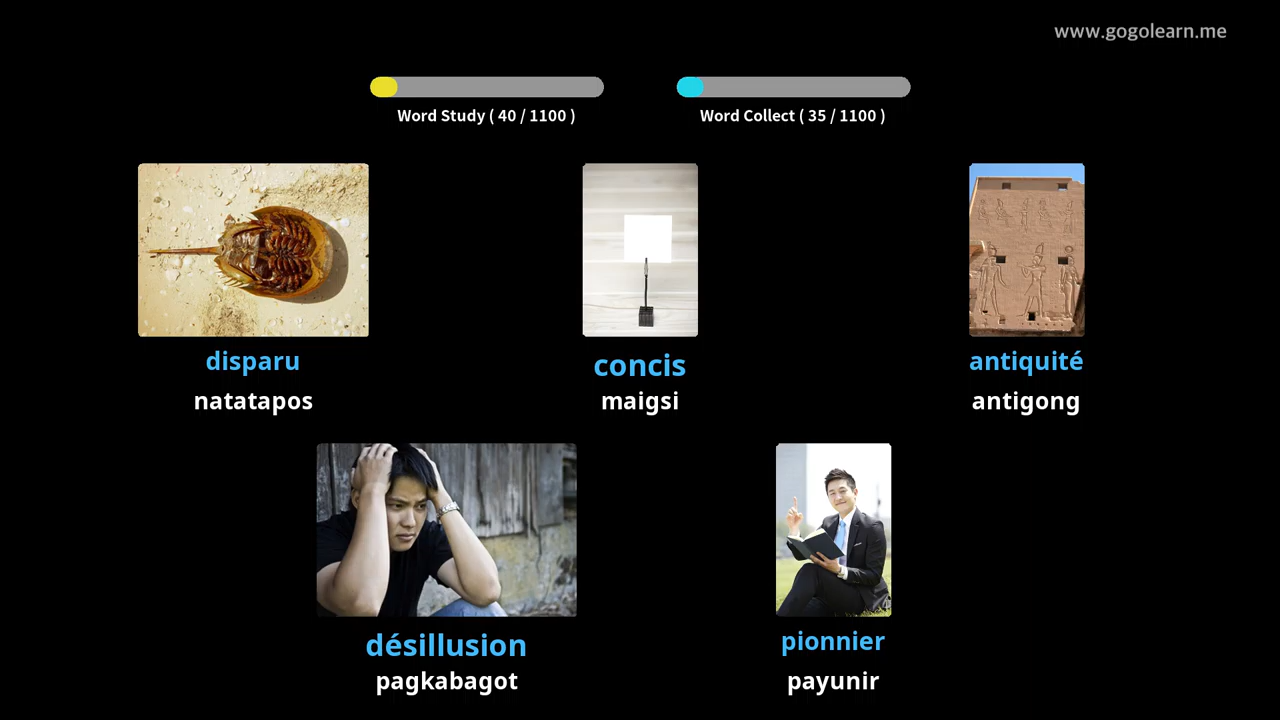 www.gogolearn.me
Word Study ( 40 / 1100 )
Word Collect ( 35 / 1100 )
disparu
natatapos
concis
maigsi
antiquité
antigong
désillusion
pagkabagot
pionnier
payunir